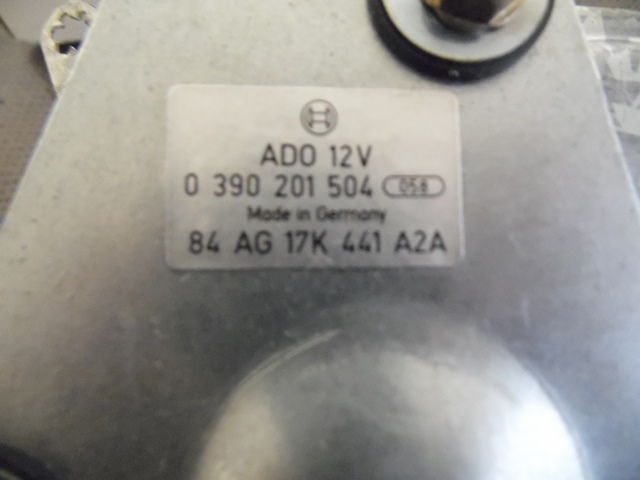 ADO 12V
0 390 201 504 058
Made in Germany
84 AG 17K 441 A2A